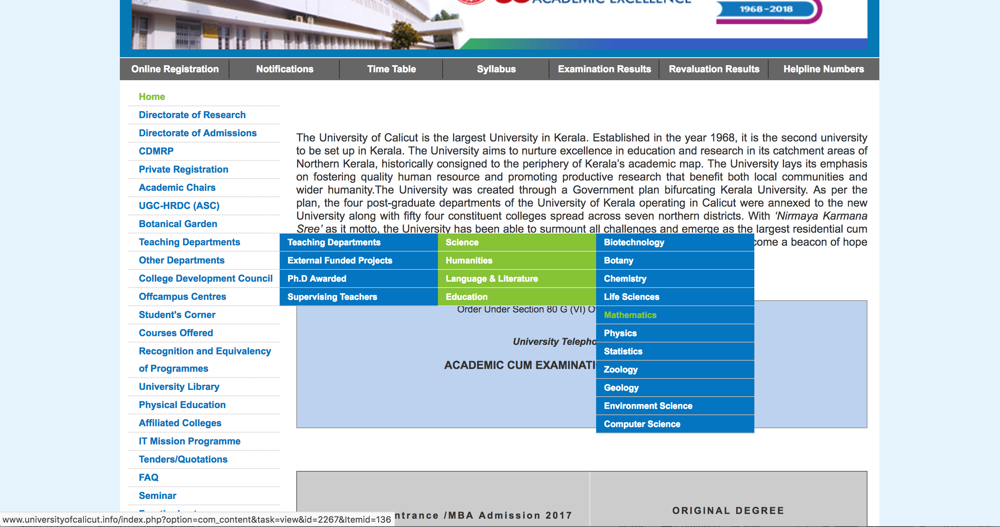 ACADEMIC EXCELLENCE
1968-2018
Online Registration
Notifications
Time Table
Syllabus
Examination Results
Revaluation Results
Helpline Numbers
Home
Directorate of Research
Directorate of Admissions
CDMRP
Private Registration
Academic Chairs
UGC-HRDC (ASC)
Botanical Garden
Teaching Departments
Other Departments
College Development Council
Offcampus Centres
Student's Corner
Courses Offered
Recognition and Equivalency
of Programmes
University Library
Physical Education
Affiliated Colleges
IT Mission Programme
Tenders/Quotations
FAQ
Seminar
The University of Calicut is the largest University in Kerala. Established in the year 1968, it is the second university
to be set up in Kerala. The University aims to nurture excellence in education and research in its catchment areas of
Northern Kerala, historically consigned to the periphery of Kerala’s academic map. The University lays its emphasis
on fostering quality human resource and promoting productive research that benefit both local communities and
wider humanity.The University was created through a Government plan bifurcating Kerala University. As per the
plan, the four post-graduate departments of the University of Kerala operating in Calicut were annexed to the new
University along with fifty four constituent colleges spread across seven northern districts. With ‘Nirmaya Karmana
Sree’ as it motto, the University has been able to surmount all challenges and emerge as the largest residential cum
come a beacon of hope
Teaching Departments
External Funded Projects
Ph.D Awarded
Supervising Teachers
Science
Humanities
Language & Literature
Education
Biotechnology
Botany
Chemistry
Life Sciences
Mathematics
Physics
Statistics
Zoology
Geology
Environment Science
Computer Science
Order Under Section 80 G (VI) O
University Telepho
ACADEMIC CUM EXAMINATI
ntrance /MBA Admission 2017
ORIGINAL DEGREE
www.universityofcalicut.info/index.php?option=com_content&task=view&id=2267&Itemid=136